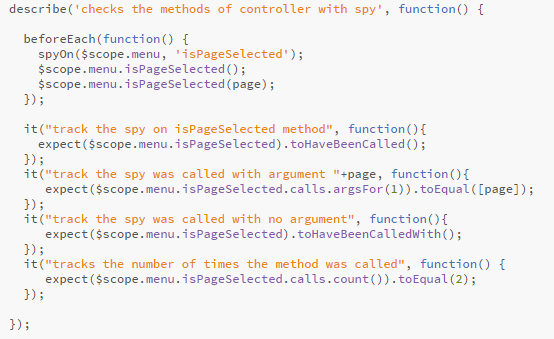 describe('checks the methods of controller with spy', function() {
beforeEach(function() {
spyOn($scope.menu, 'isPageSelected');
$scope.menu.isPageSelected();
$scope.menu.isPageSelected(page);
});
it("track the spy on isPageSelected method", function(){
expect($scope.menu.isPageSelected).toHaveBeenCalled();
});
it("track the spy was called with argument "+page, function(){
expect($scope.menu.isPageSelected.calls.argsFor(1)).toEqual([page]);
});
it("track the spy was called with no argument", function(){
expect($scope.menu.isPageSelected).toHaveBeenCalledWith();
});
it("tracks the number of times the method was called", function() {
expect($scope.menu.isPageSelected.calls.count()).toEqual(2);
});
});